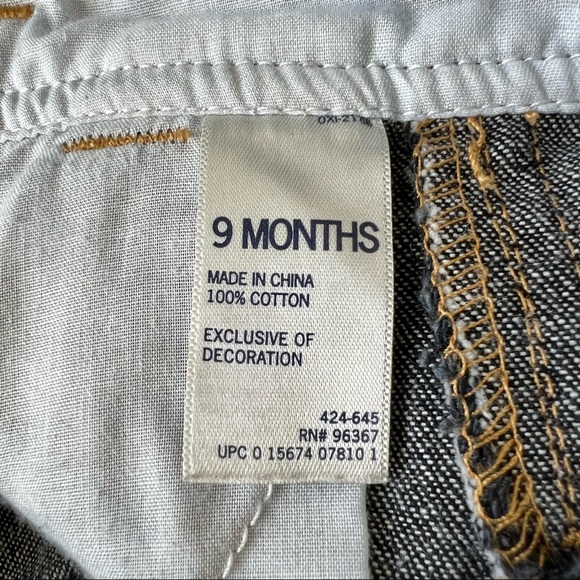 9 MONTHS
MADE IN CHINA
100% COTTON
EXCLUSIVE OF
DECORATION
424-645
RN# 96367
UPC 0 15674 07810 1